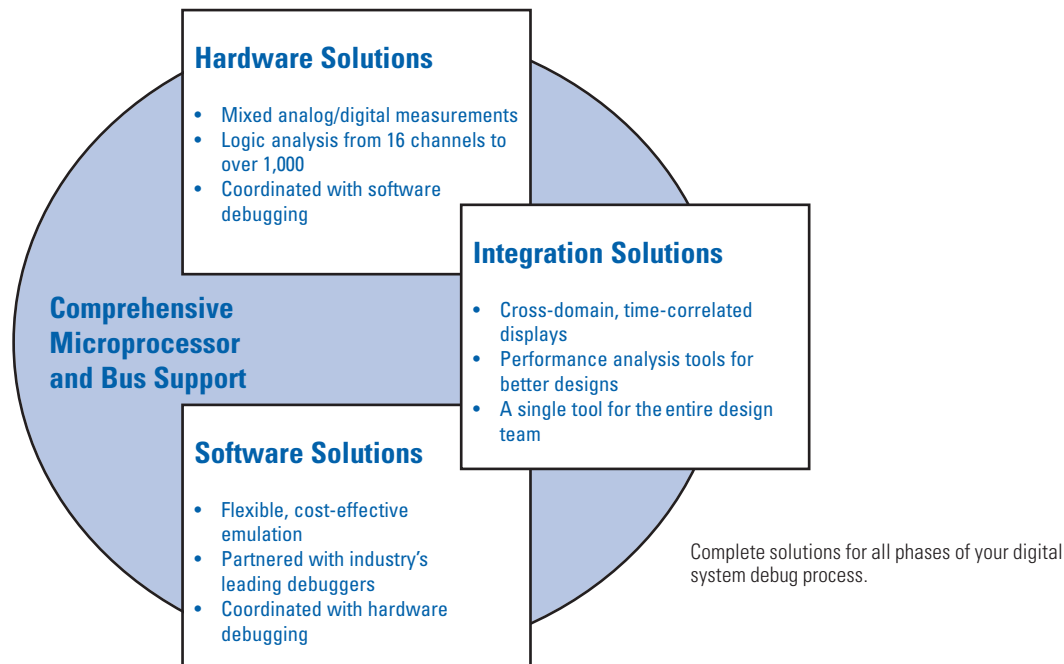 Hardware Solutions
• Mixed analog/digital measurements
• Logic analysis from 16 channels to
over 1,000
• Coordinated with software
debugging
Integration Solutions
• Cross-domain, time-correlated
displays
• Performance analysis tools for
better designs
• A single tool for the entire design
team
Comprehensive
Microprocessor
and Bus Support
Software Solutions
• Flexible, cost-effective
emulation
• Partnered with industry's
leading debuggers
• Coordinated with hardware
debugging
Complete solutions for all phases of your digital
system debug process.